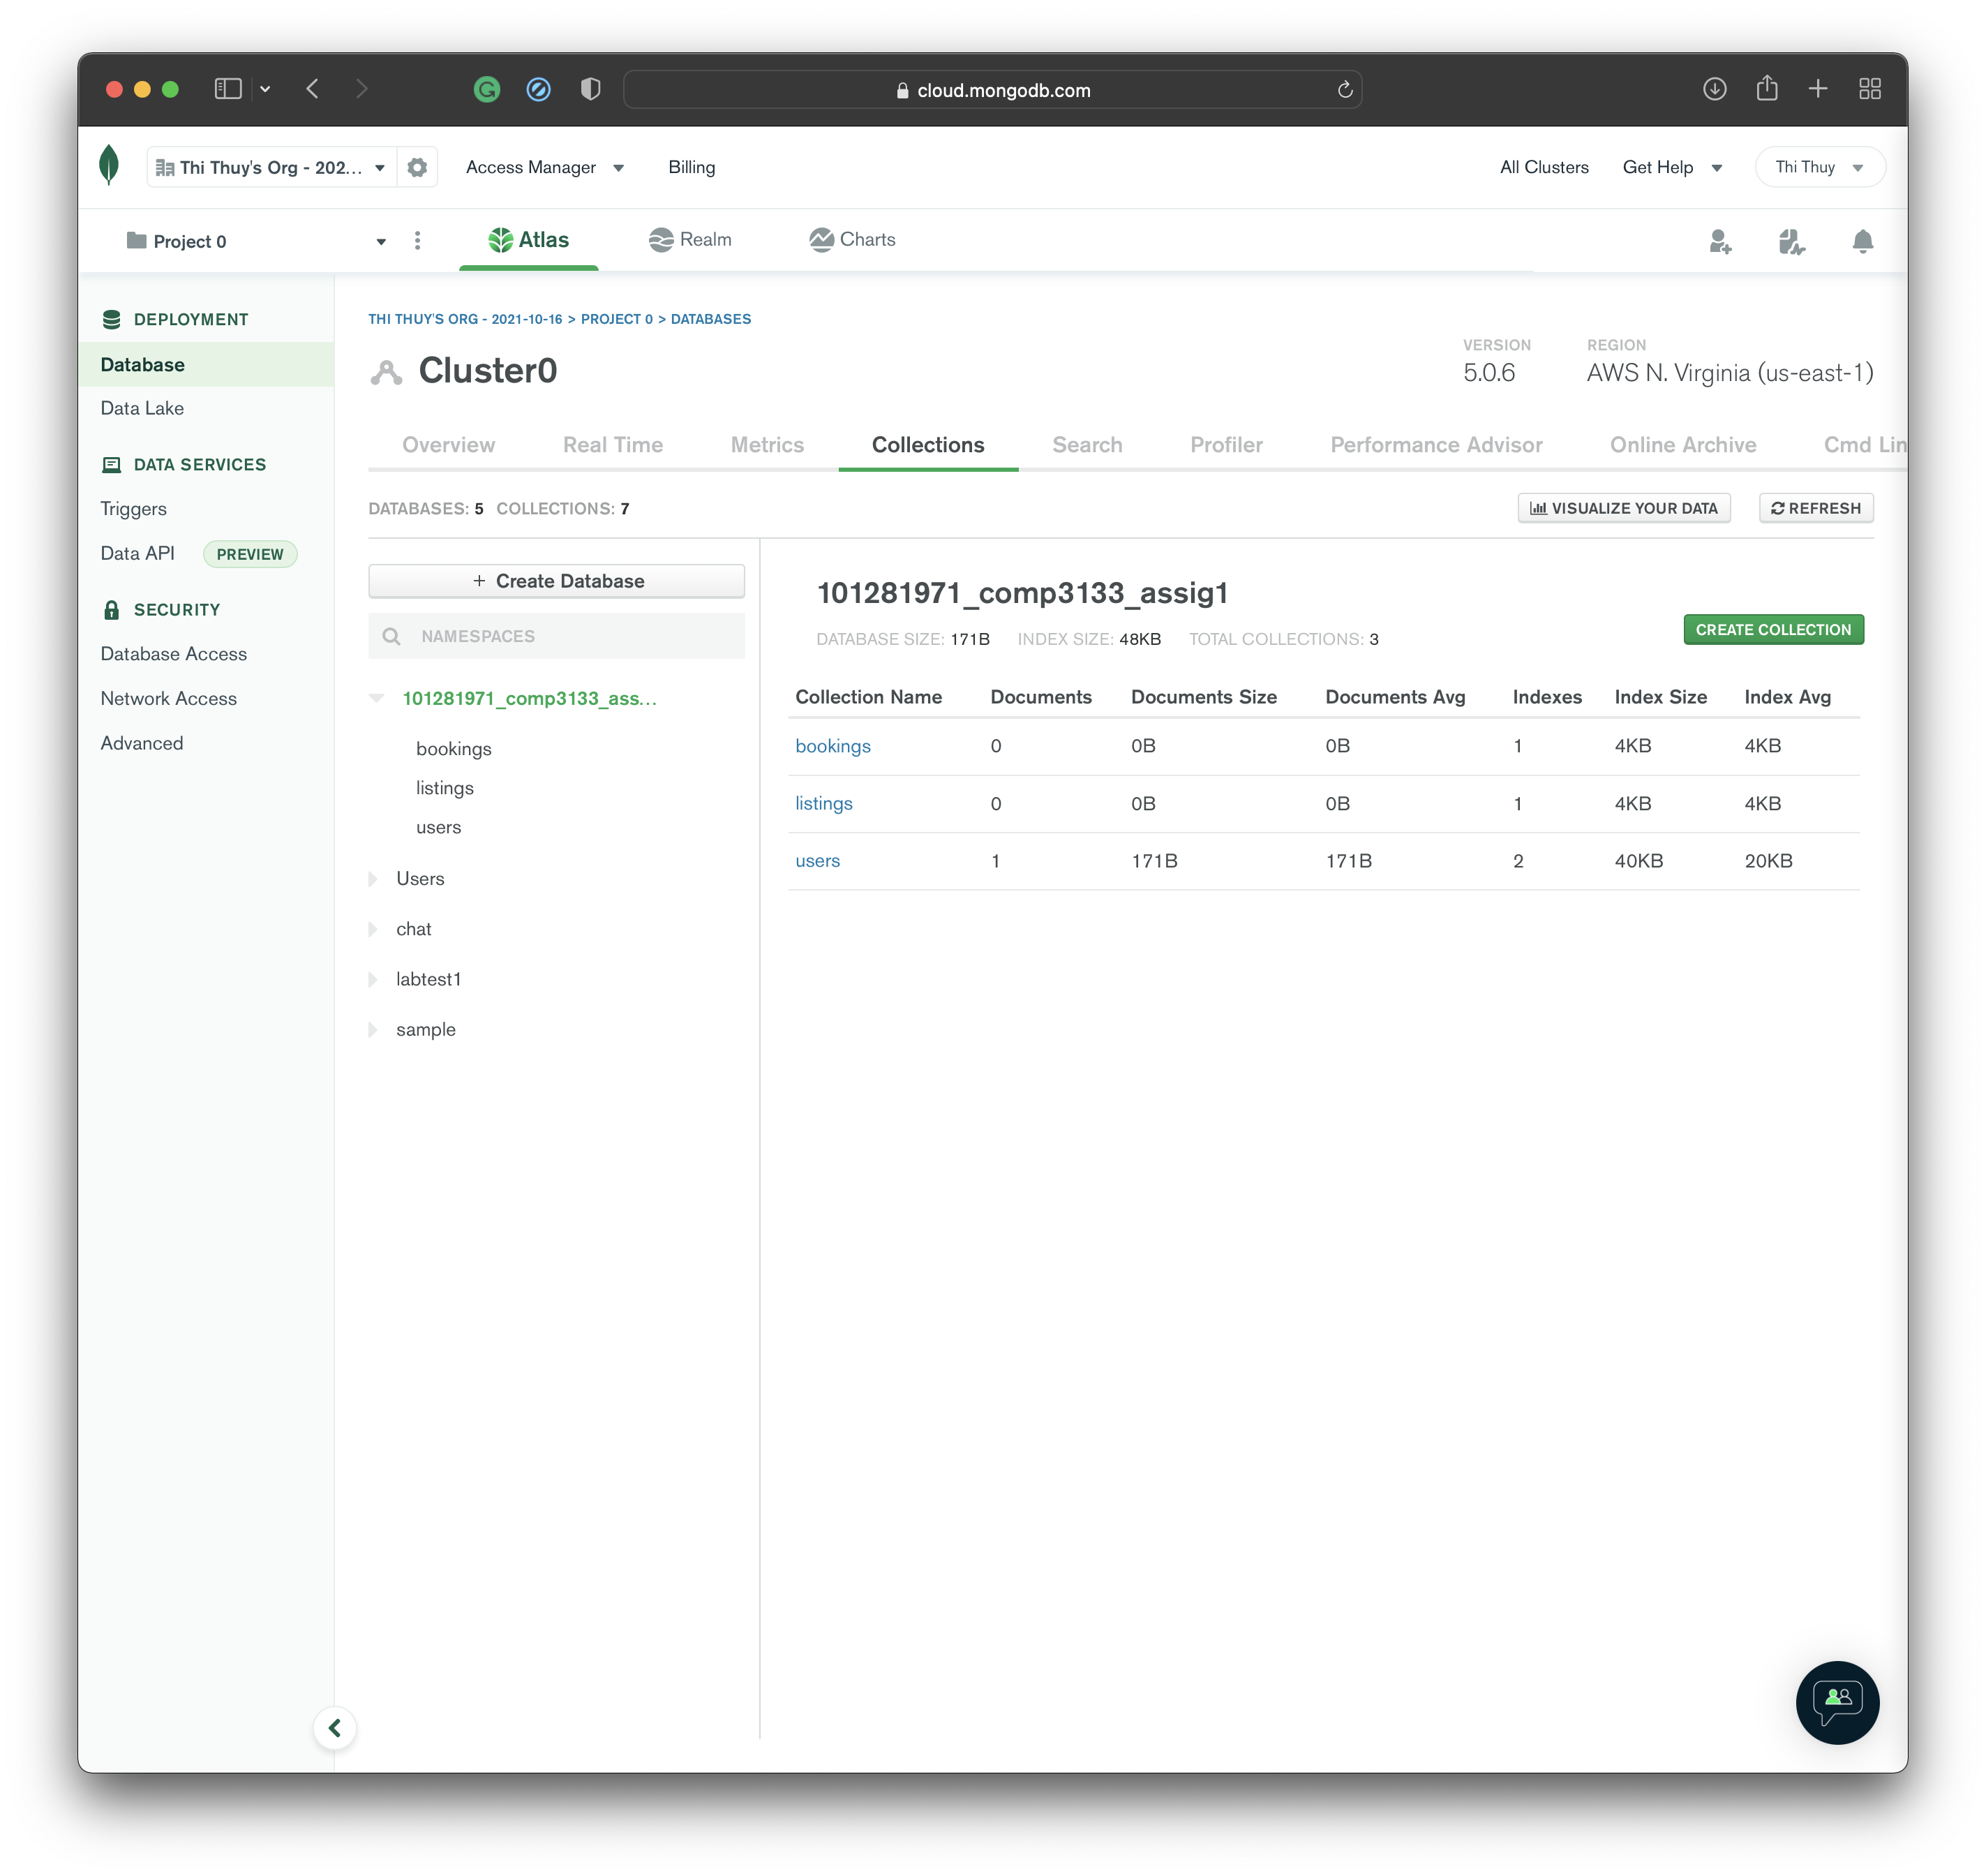 cloud.mongodb.com
Thi Thuy's Org - 202... Access Manager Billing All Clusters Get Help Thi Thuy
Project 0 Atlas Realm Charts
DEPLOYMENT
Database
Data Lake
DATA SERVICES
Triggers
Data API PREVIEW
SECURITY
Database Access
Network Access
Advanced
THI THUY'S ORG - 2021-10-16 > PROJECT 0 > DATABASES
Cluster0
VERSION
5.0.6
REGION
AWS N. Virginia (us-east-1)
Overview Real Time Metrics Collections Search Profiler Performance Advisor Online Archive Cmd Lin
DATABASES: 5 COLLECTIONS: 7 VISUALIZE YOUR DATA REFRESH
+ Create Database
NAMESPACES
101281971_comp3133_ass...
bookings
listings
users
Users
chat
labtest1
sample
101281971_comp3133_assig1
DATABASE SIZE: 171B INDEX SIZE: 48KB TOTAL COLLECTIONS: 3
CREATE COLLECTION
Collection Name Documents Documents Size Documents Avg Indexes Index Size Index Avg
bookings 0 0B 0B 1 4KB 4KB
listings 0 0B 0B 1 4KB 4KB
users 1 171B 171B 2 40KB 20KB